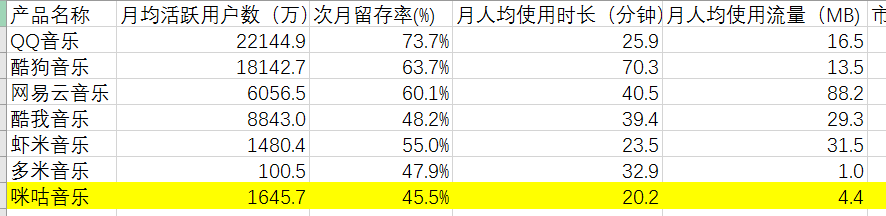 产品名称 月均活跃用户数（万） 次月留存率(%) 月人均使用时长（分钟） 月人均使用流量（MB) 市
QQ音乐 22144.9 73.7% 25.9 16.5
酷狗音乐 18142.7 63.7% 70.3 13.5
网易云音乐 6056.5 60.1% 40.5 88.2
酷我音乐 8843.0 48.2% 39.4 29.3
虾米音乐 1480.4 55.0% 23.5 31.5
多米音乐 100.5 47.9% 32.9 1.0
咪咕音乐 1645.7 45.5% 20.2 4.4